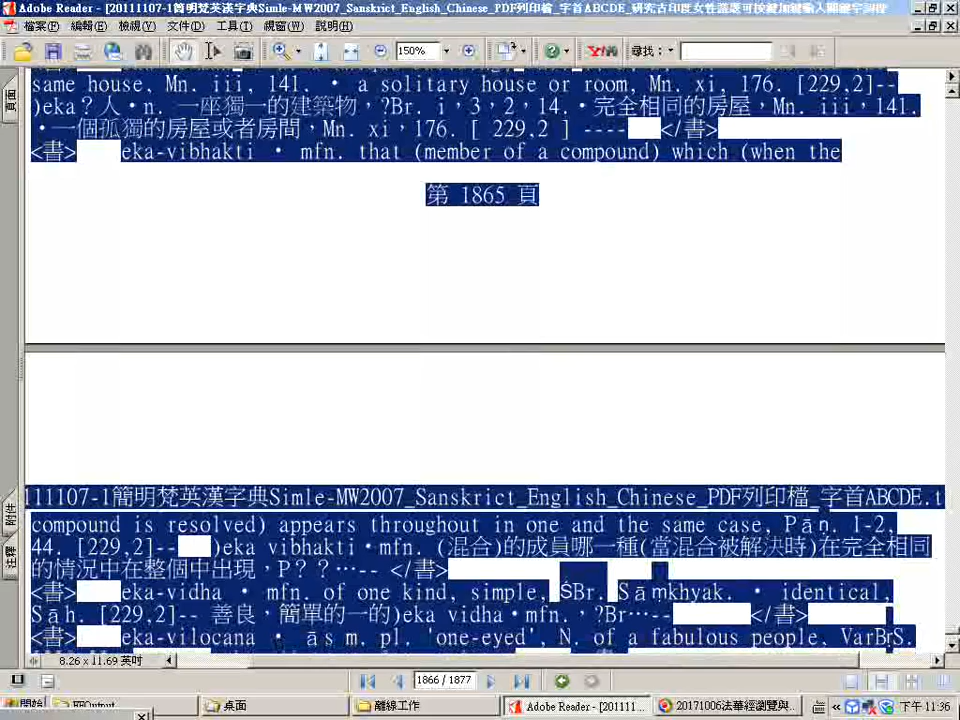 Adobe Reader - [20111107-1簡明梵英漢字典Simle-MW2007_Sanskrict_English_Chinese_PDF列印檔_字首ABCDE_研究古印度女性議題可按鍵加鍵輸入關鍵字詞搜
檔案(F) 編輯(E) 檢視(V) 文件(D) 工具(T) 視窗(W) 說明(H)
150% 尋找：
頁面
same house, Mn. iii, 141. • a solitary house or room, Mn. xi, 176. [229,2]--
)eka？人•n. 一座獨一的建築物，?Br. i，3，2，14.•完全相同的房屋，Mn. iii，141.
•一個孤獨的房屋或者房間，Mn. xi，176. [ 229.2 ] ---- </書>
<書> eka-vibhakti • mfn. that (member of a compound) which (when the
第 1865 頁
111107-1簡明梵英漢字典Simle-MW2007_Sanskrict_English_Chinese_PDF列印檔_字首ABCDE.t
compound is resolved) appears throughout in one and the same case, Pāṇ. 1-2,
44. [229,2]-- )eka vibhakti•mfn. (混合)的成員哪一種(當混合被解決時)在完全相同
的情況中在整個中出現，P？？…-- </書>
<書> eka-vidha • mfn. of one kind, simple, ŚBr. Sāṃkhyak. • identical,
Sāh. [229,2]-- 善良，簡單的一的)eka vidha•mfn.，?Br…-- </書>
<書> eka-vilocana • ās m. pl. 'one-eyed', N. of a fabulous people, VarBrS.
附件
注釋
8.26 x 11.69 英吋
1866 / 1877
開始 FFOutput 桌面 離線工作 Adobe Reader - [20111... 20171006法華經瀏覽與... 下午 11:36